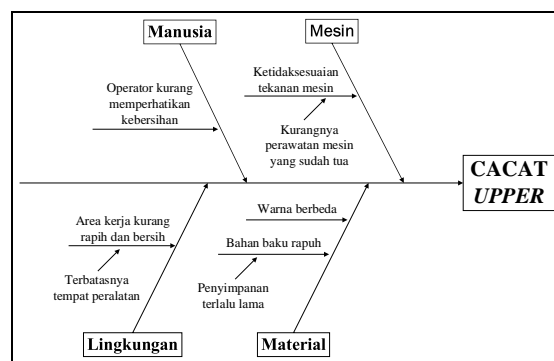 Manusia
Mesin
Operator kurang
memperhatikan
kebersihan
Ketidaksesuaian
tekanan mesin
Kurangnya
perawatan mesin
yang sudah tua
CACAT
UPPER
Area kerja kurang
rapih dan bersih
Terbatasnya
tempat peralatan
Warna berbeda
Bahan baku rapuh
Penyimpanan
terlalu lama
Lingkungan
Material